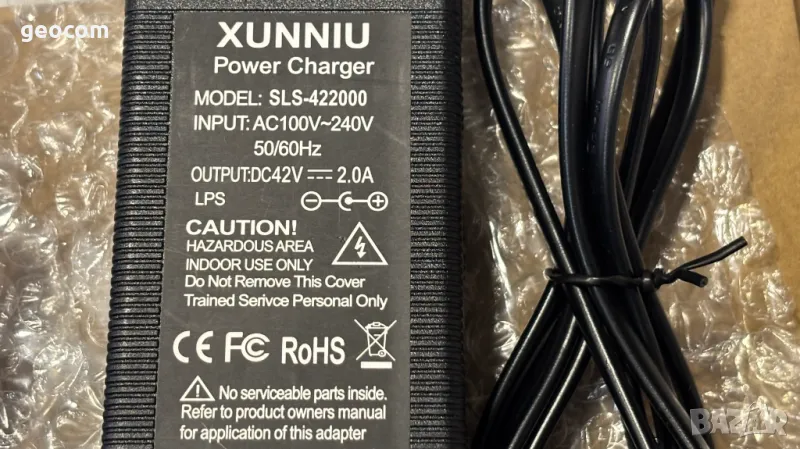 geocom
XUNNIU
Power Charger
MODEL: SLS-422000
INPUT: AC100V~240V
50/60Hz
OUTPUT:DC42V ⎓ 2.0A
LPS
CAUTION!
HAZARDOUS AREA
INDOOR USE ONLY
Do Not Remove This Cover
Trained Serivce Personal Only
CE FC RoHS
No serviceable parts inside.
Refer to product owners manual
for application of this adapter
BAZAR